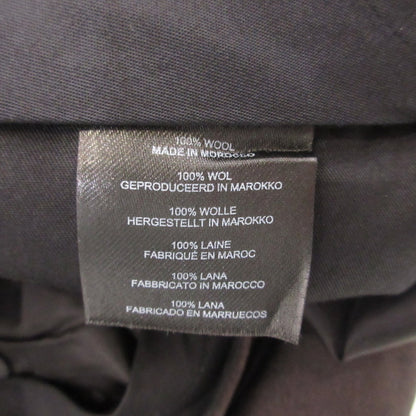 100% WOOL
MADE IN MOROCCO
100% WOL
GEPRODUCEERD IN MAROKKO
100% WOLLE
HERGESTELLT IN MAROKKO
100% LAINE
FABRIQUÉ EN MAROC
100% LANA
FABBRICATO IN MAROCCO
100% LANA
FABRICADO EN MARRUECOS